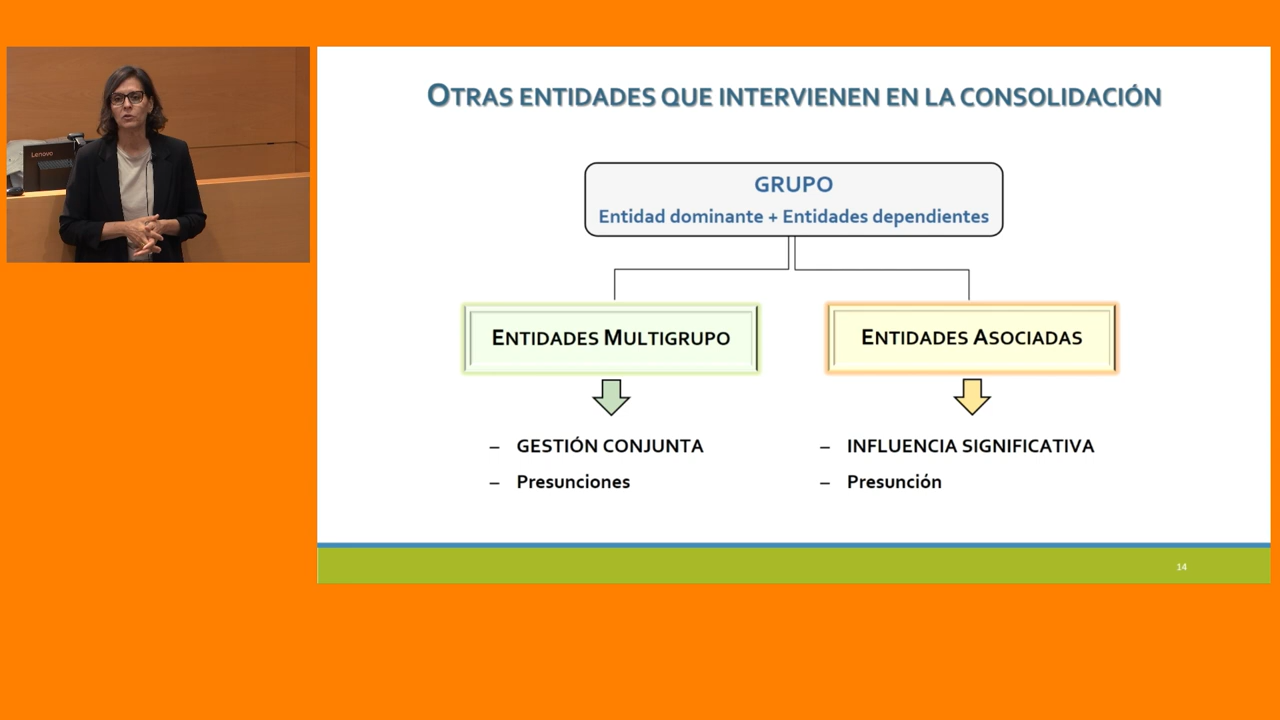 Lenovo
OTRAS ENTIDADES QUE INTERVIENEN EN LA CONSOLIDACIÓN
GRUPO
Entidad dominante + Entidades dependientes
ENTIDADES MULTIGRUPO
ENTIDADES ASOCIADAS
– GESTIÓN CONJUNTA
– Presunciones
– INFLUENCIA SIGNIFICATIVA
– Presunción
14